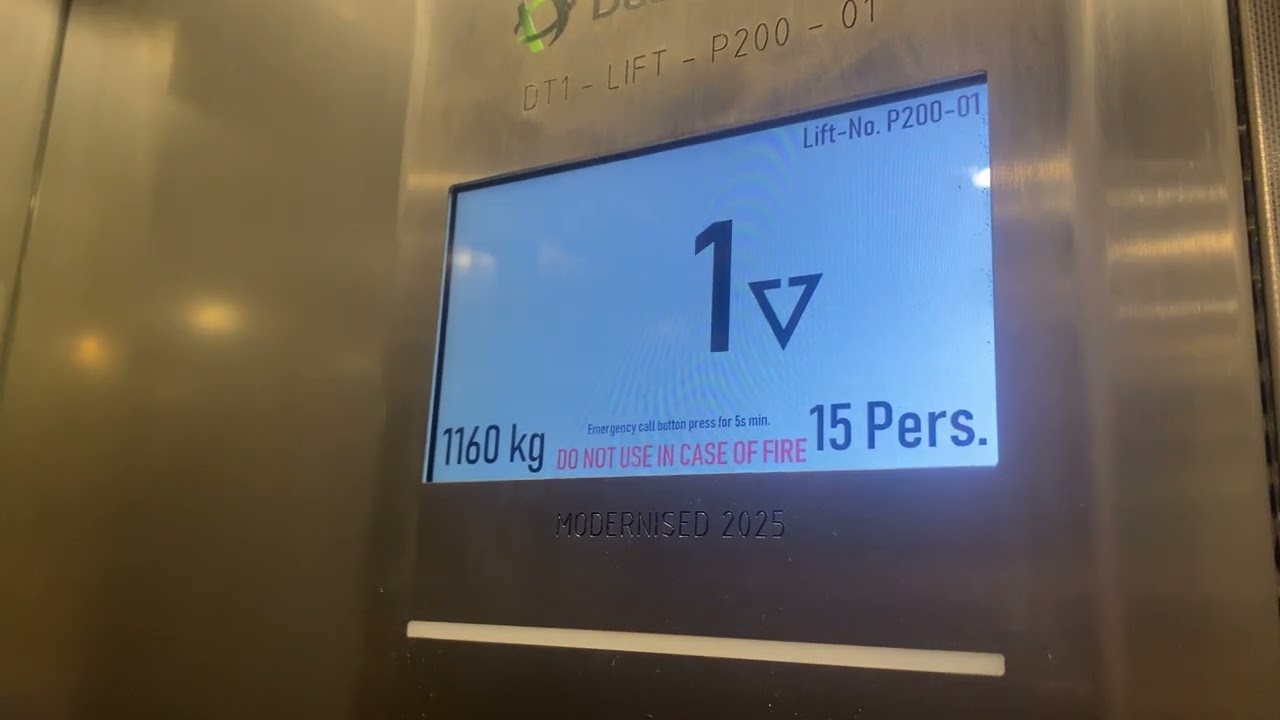 DT1 - LIFT - P200 - 01
Lift-No. P200-01
1
1160 kg
Emergency call button press for 5s min.
DO NOT USE IN CASE OF FIRE
15 Pers.
MODERNISED 2025